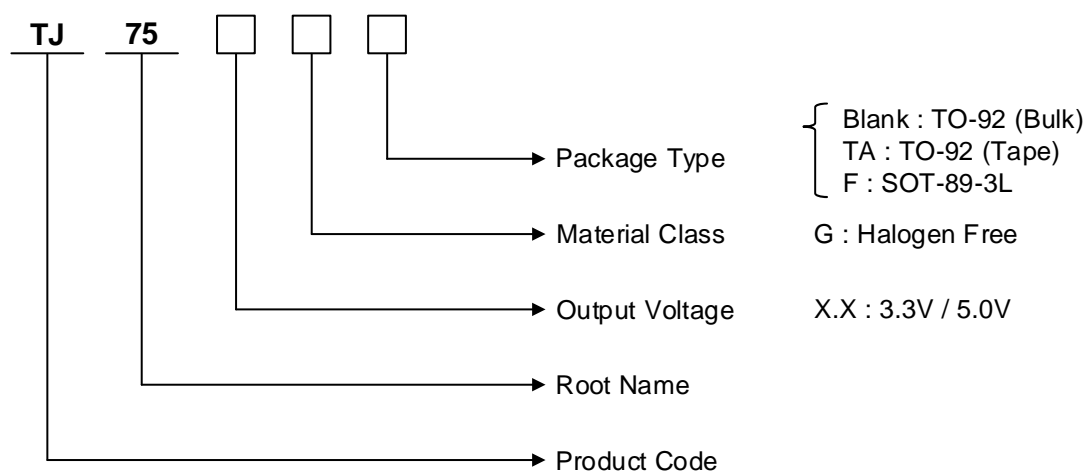 TJ 75
Blank : TO-92 (Bulk)
TA : TO-92 (Tape)
F : SOT-89-3L
Package Type
Material Class G : Halogen Free
Output Voltage X.X : 3.3V / 5.0V
Root Name
Product Code